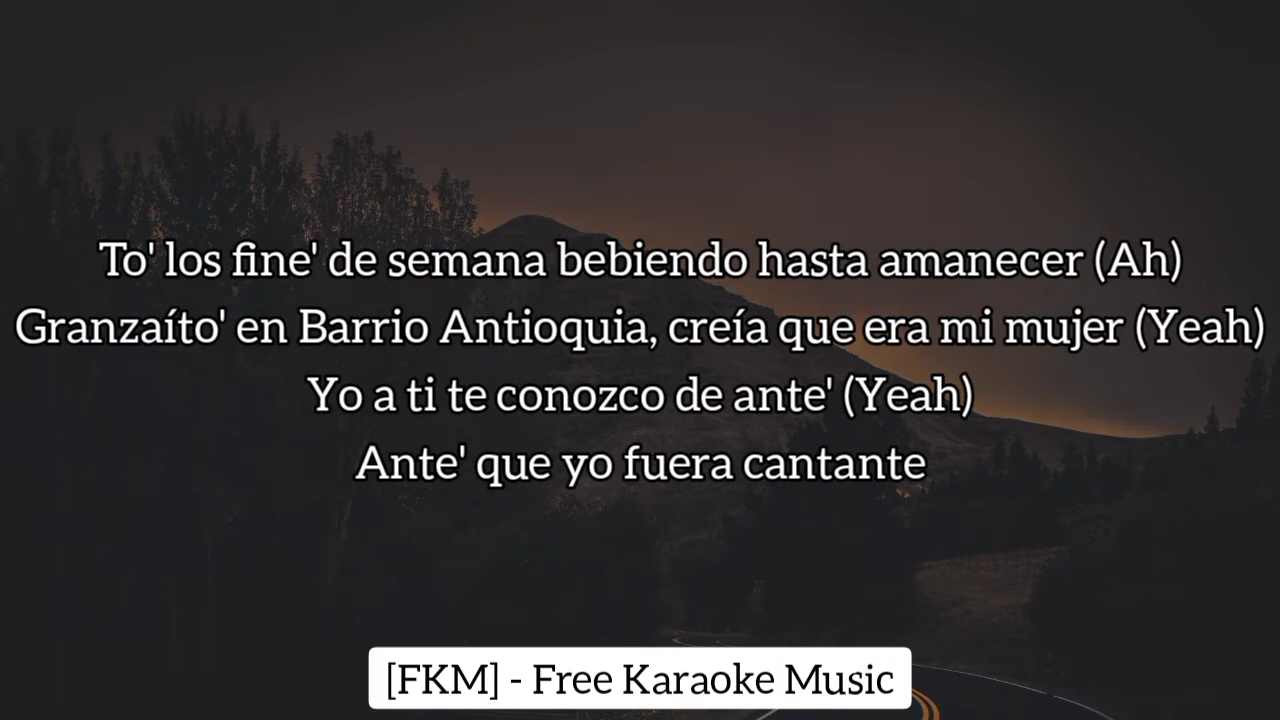 To' los fine' de semana bebiendo hasta amanecer (Ah)
Granzaíto' en Barrio Antioquia, creía que era mi mujer (Yeah)
Yo a ti te conozco de ante' (Yeah)
Ante' que yo fuera cantante
[FKM] - Free Karaoke Music